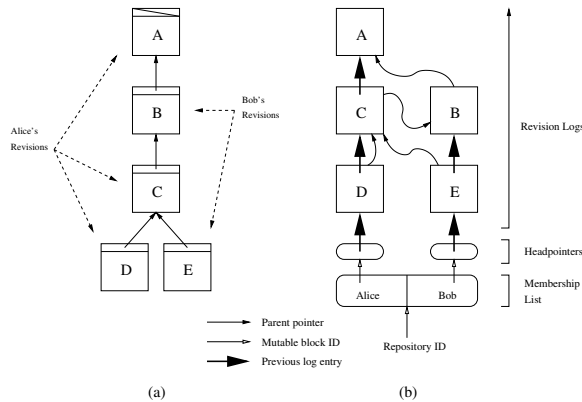 A
B
C
D
E
Alice's
Revisions
Bob's
Revisions
(a)
A
C
B
D
E
Alice
Bob
Repository ID
Revision Logs
Headpointers
Membership
List
Parent pointer
Mutable block ID
Previous log entry
(b)